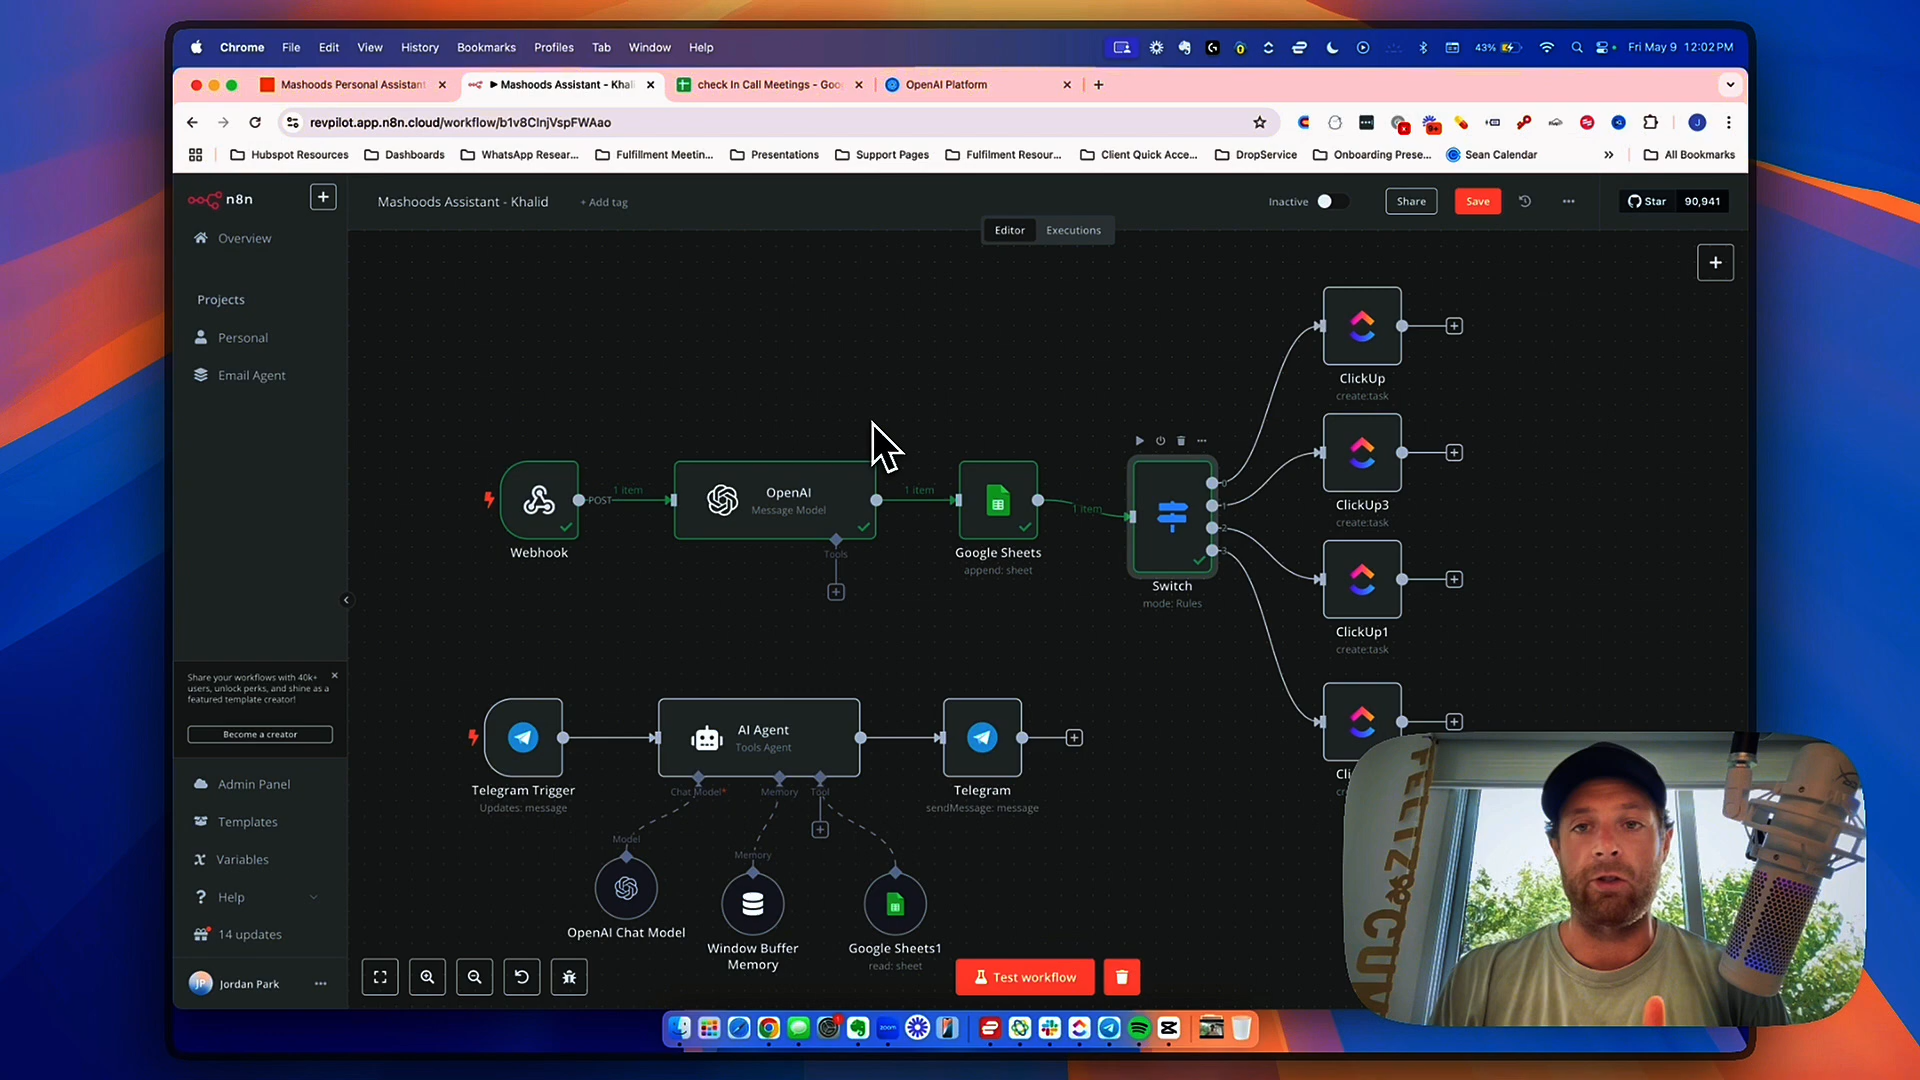 Chrome File Edit View History Bookmarks Profiles Tab Window Help 43% Fri May 9 12:02 PM
Mashoods Personal Assistant Mashoods Assistant - Khali check In Call Meetings - Goo OpenAI Platform
revpilot.app.n8n.cloud/workflow/b1v8ClnjVspFWAao
Hubspot Resources Dashboards WhatsApp Resear... Fulfillment Meetin... Presentations Support Pages Fulfilment Resour... Client Quick Acce... DropService Onboarding Prese... Sean Calendar All Bookmarks
n8n
Mashoods Assistant - Khalid + Add tag Inactive Share Save Star 90,941
Editor Executions
Overview
Projects
Personal
Email Agent
Share your workflows with 40k+
users, unlock perks, and shine as a
featured template creator!
Become a creator
Admin Panel
Templates
Variables
Help
14 updates
JP Jordan Park
ClickUp
create:task
ClickUp3
create:task
ClickUp1
create:task
POST
1 item
OpenAI
Message Model
1 item
1 item
0
1
2
3
Webhook
Tools
Google Sheets
append: sheet
Switch
mode: Rules
AI Agent
Tools Agent
Telegram Trigger
Updates: message
Chat Model* Memory Tool
Telegram
sendMessage: message
Model
Memory
OpenAI Chat Model
Window Buffer
Memory
Google Sheets1
read: sheet
Test workflow
zoom